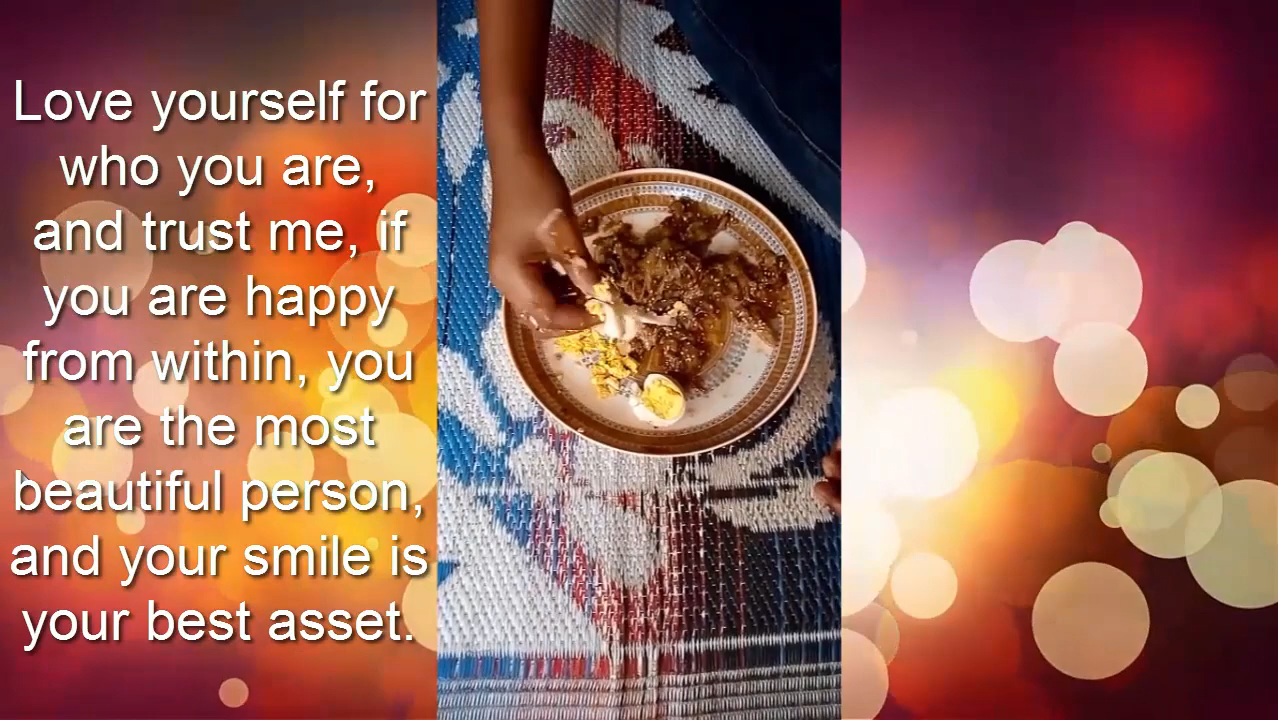 Love yourself for
who you are,
and trust me, if
you are happy
from within, you
are the most
beautiful person,
and your smile is
your best asset.